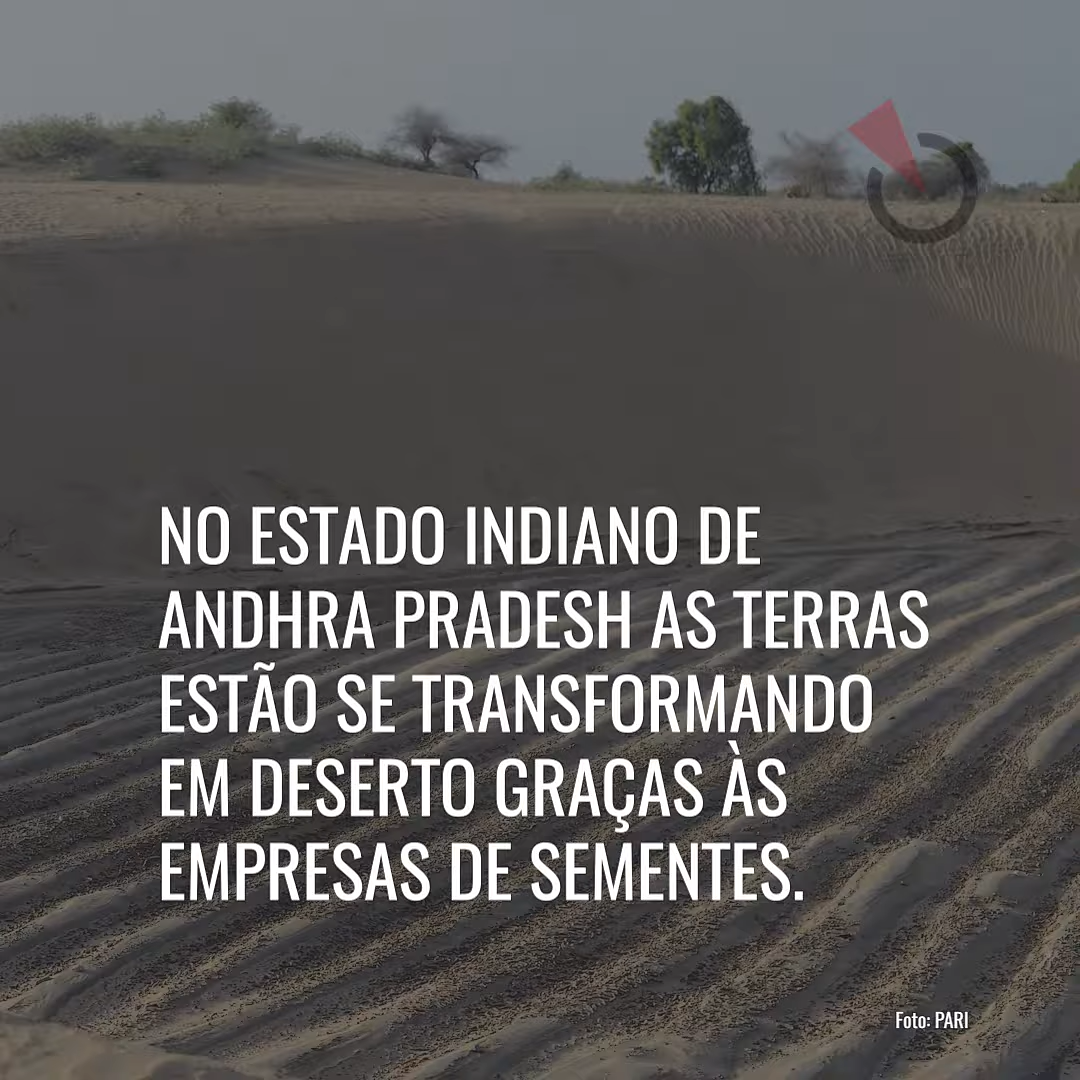 NO ESTADO INDIANO DE
ANDHRA PRADESH AS TERRAS
ESTÃO SE TRANSFORMANDO
EM DESERTO GRAÇAS ÀS
EMPRESAS DE SEMENTES.
Foto: PARI